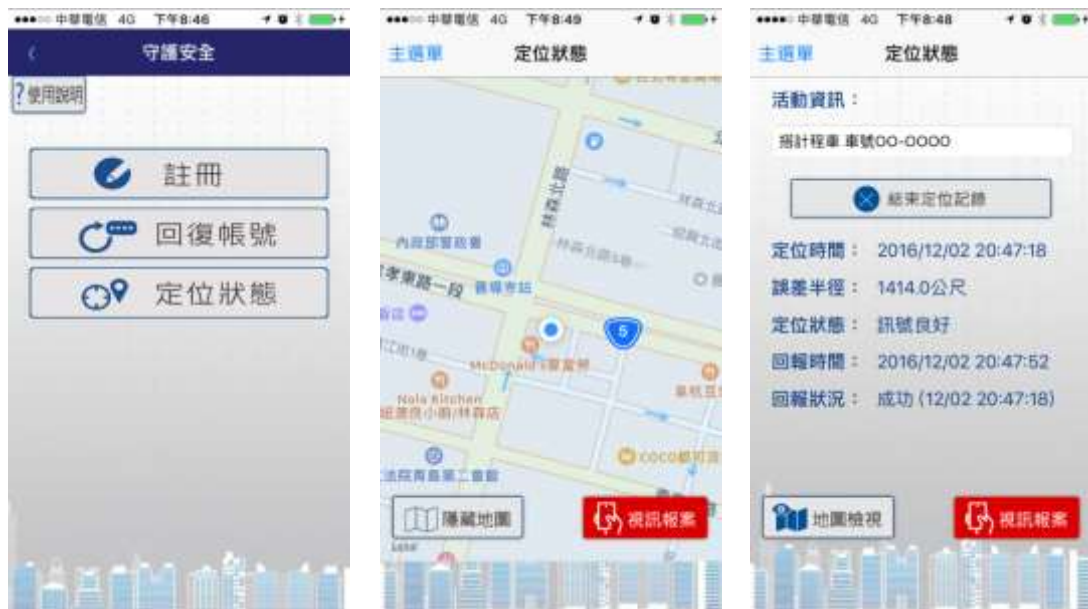 中華電信 4G 下午8:46
守護安全
?使用說明
註冊
回復帳號
定位狀態
中華電信 4G 下午8:49
主選單 定位狀態
林森北路
內政部警政署
忠孝東路一段
5
McDonald's麥當勞
Nola Kitchen
隱藏地圖
視訊報案
中華電信 4G 下午8:48
主選單 定位狀態
活動資訊：
搭計程車 車號OO-OOOO
結束定位記錄
定位時間： 2016/12/02 20:47:18
誤差半徑： 1414.0公尺
定位狀態： 訊號良好
回報時間： 2016/12/02 20:47:52
回報狀況： 成功 (12/02 20:47:18)
地圖檢視
視訊報案